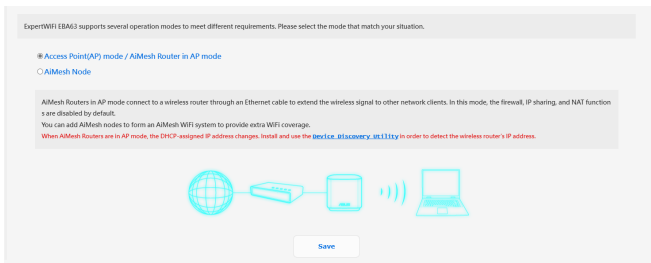 ExpertWiFi EBA63 supports several operation modes to meet different requirements. Please select the mode that match your situation.
Access Point(AP) mode / AiMesh Router in AP mode
AiMesh Node
AiMesh Routers in AP mode connect to a wireless router through an Ethernet cable to extend the wireless signal to other network clients. In this mode, the firewall, IP sharing, and NAT function
s are disabled by default.
You can add AiMesh nodes to form an AiMesh WiFi system to provide extra WiFi coverage.
When AiMesh Routers are in AP mode, the DHCP-assigned IP address changes. Install and use the Device Discovery Utility in order to detect the wireless router's IP address.
Save